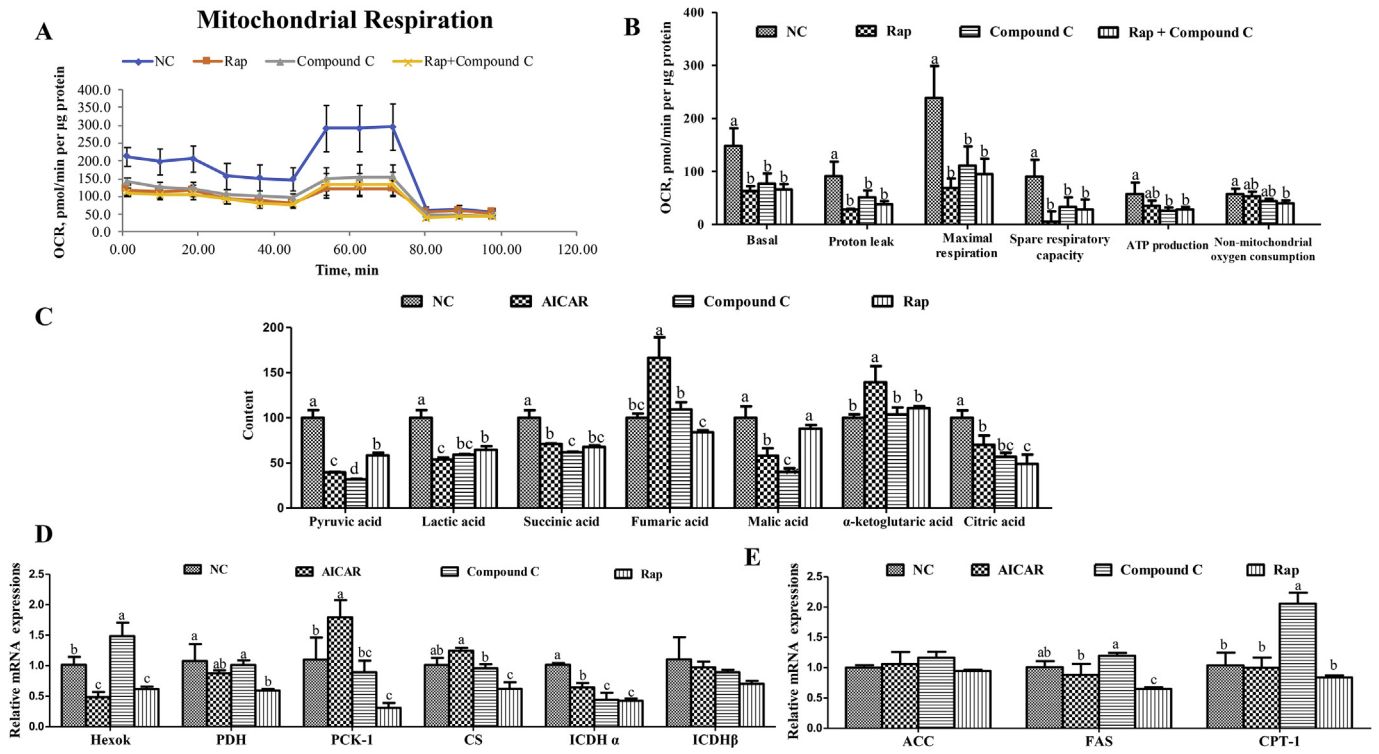 Mitochondrial Respiration
A
NC Rap Compound C Rap+Compound C
OCR, pmol/min per µg protein
400.0
350.0
300.0
250.0
200.0
150.0
100.0
50.0
0.0
0.00 20.00 40.00 60.00 80.00 100.00 120.00
Time, min
B
NC Rap Compound C Rap + Compound C
OCR, pmol/min per µg protein
400
300
200
100
0
a b b b
a b b b
a b b b
a b b b
a ab b b
a ab ab b
Basal Proton leak Maximal respiration Spare respiratory capacity ATP production Non-mitochondrial oxygen consumption
C
NC AICAR Compound C Rap
Content
200
150
100
50
0
a c d b
a c bc b
a b c bc
bc a b c
a b c a
b a b b
a b bc c
Pyruvic acid Lactic acid Succinic acid Fumaric acid Malic acid α-ketoglutaric acid Citric acid
D
NC AICAR Compound C Rap
Relative mRNA expressions
2.5
2.0
1.5
1.0
0.5
0.0
b c a c
a ab a b
b a bc c
b a b c
a b c c
Hexok PDH PCK-1 CS ICDH α ICDHβ
E
NC AICAR Compound C Rap
Relative mRNA expressions
2.5
2.0
1.5
1.0
0.5
0.0
ab b a c
b b a b
ACC FAS CPT-1